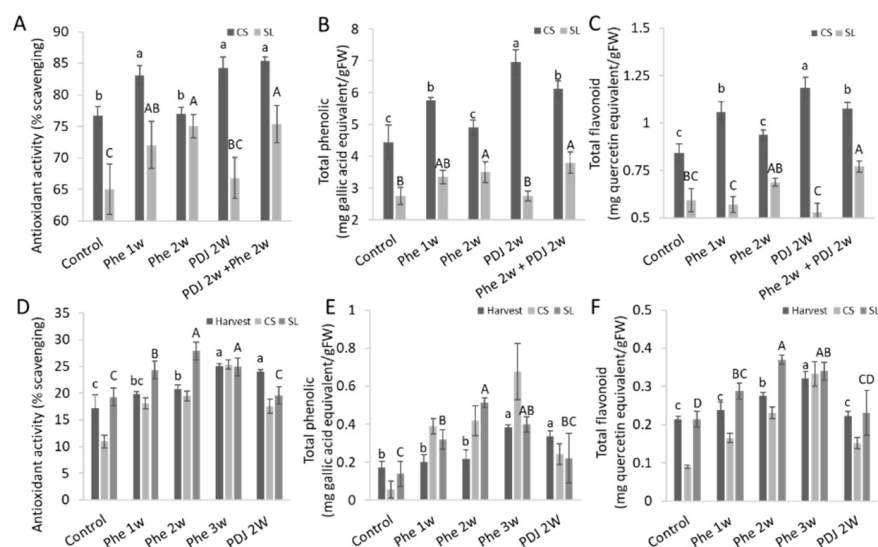 A
CS SL
Antioxidant activity (% scavenging)
90
85
80
75
70
65
60
b
C
a
AB
b
A
a
BC
a
A
Control
Phe 1w
Phe 2w
PDJ 2W
PDJ 2w +Phe 2w
B
CS SL
Total phenolic
(mg gallic acid equivalent/gFW)
8
7
6
5
4
3
2
c
B
b
AB
c
A
a
B
b
A
Control
Phe 1w
Phe 2w
PDJ 2w
Phe 2w + PDJ 2w
C
CS SL
Total flavonoid
(mg quercetin equivalent/gFW)
1.5
1.25
1
0.75
0.5
c
BC
b
C
c
AB
a
C
b
A
Control
Phe 1w
Phe 2w
PDJ 2W
Phe 2w + PDJ 2w
D
Harvest CS SL
Antioxidant activity (% scavenging)
35
30
25
20
15
10
5
0
c
C
bc
B
b
A
a
A
a
C
Control
Phe 1w
Phe 2w
Phe 3w
PDJ 2W
E
Harvest CS SL
Total phenolic
(mg gallic acid equivalent/gFW)
1
0.8
0.6
0.4
0.2
0.0
b
C
b
B
b
A
a
AB
a
BC
Control
Phe 1w
Phe 2w
Phe 3w
PDJ 2W
F
Harvest CS SL
Total flavonoid
(mg quercetin equivalent/gFW)
0.5
0.4
0.3
0.2
0.1
0
c
D
c
BC
b
A
a
AB
c
CD
Control
Phe 1w
Phe 2w
Phe 3w
PDJ 2W